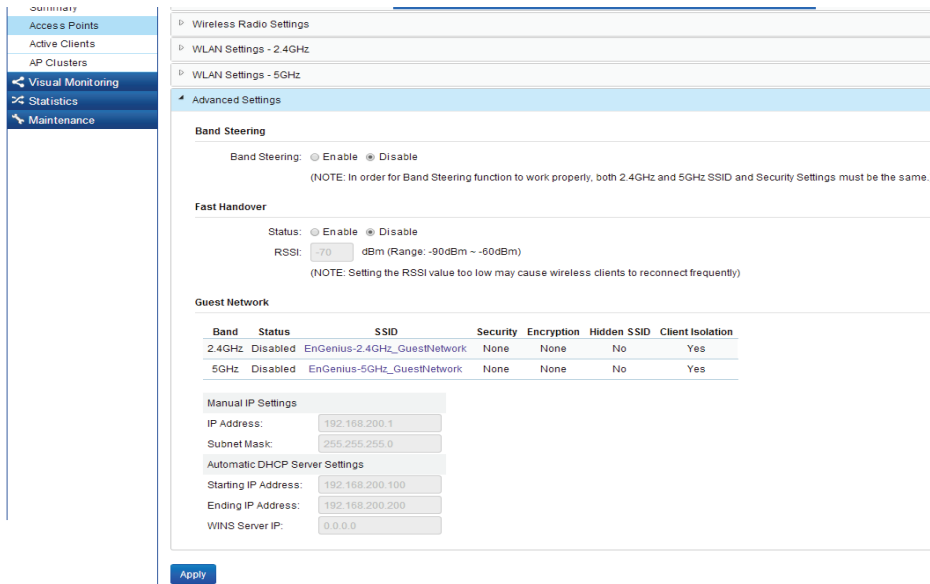 Summary
Access Points
Active Clients
AP Clusters
Visual Monitoring
Statistics
Maintenance
Wireless Radio Settings
WLAN Settings - 2.4GHz
WLAN Settings - 5GHz
Advanced Settings
Band Steering
Band Steering: Enable Disable
(NOTE: In order for Band Steering function to work properly, both 2.4GHz and 5GHz SSID and Security Settings must be the same.
Fast Handover
Status: Enable Disable
RSSI: -70 dBm (Range: -90dBm ~ -60dBm)
(NOTE: Setting the RSSI value too low may cause wireless clients to reconnect frequently)
Guest Network
Band Status SSID Security Encryption Hidden SSID Client Isolation
2.4GHz Disabled EnGenius-2.4GHz_GuestNetwork None None No Yes
5GHz Disabled EnGenius-5GHz_GuestNetwork None None No Yes
Manual IP Settings
IP Address: 192.168.200.1
Subnet Mask: 255.255.255.0
Automatic DHCP Server Settings
Starting IP Address: 192.168.200.100
Ending IP Address: 192.168.200.200
WINS Server IP: 0.0.0.0
Apply